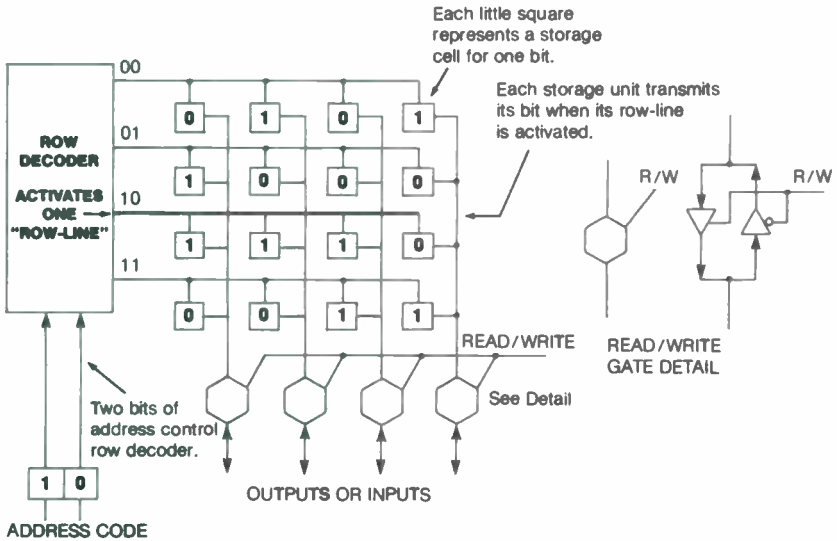 Each little square
represents a storage
cell for one bit.
Each storage unit transmits
its bit when its row-line
is activated.
ROW
DECODER
ACTIVATES
ONE
"ROW-LINE"
00
0 1 0 1
01
1 0 0 0
10
1 1 1 0
11
0 0 1 1
READ/WRITE
See Detail
R/W
R/W
READ/WRITE
GATE DETAIL
Two bits of
address control
row decoder.
1 0
ADDRESS CODE
OUTPUTS OR INPUTS